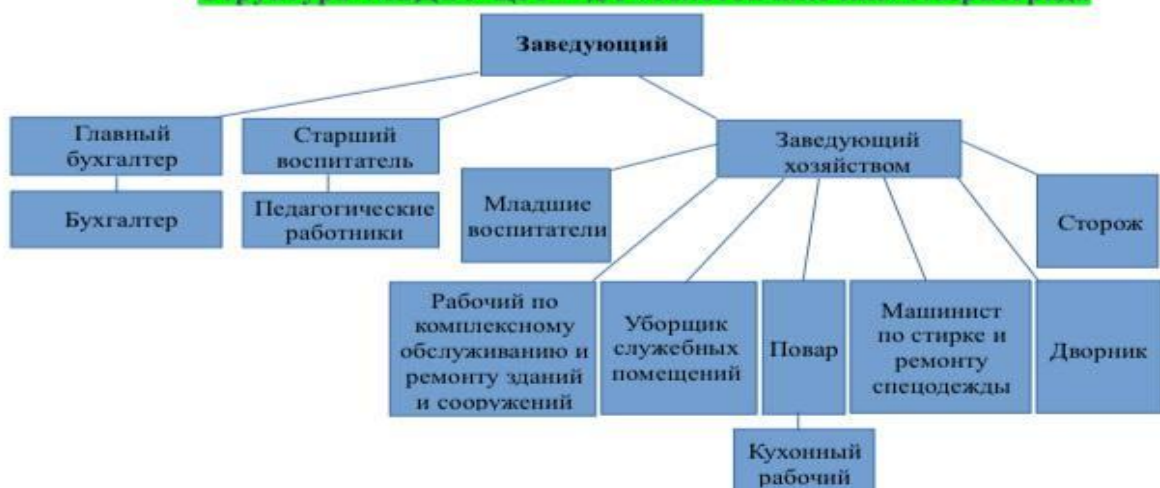 Заведующий
Главный
бухгалтер
Старший
воспитатель
Заведующий
хозяйством
Бухгалтер
Педагогические
работники
Младшие
воспитатели
Сторож
Рабочий по
комплексному
обслуживанию и
ремонту зданий
и сооружений
Уборщик
служебных
помещений
Повар
Машинист
по стирке и
ремонту
спецодежды
Дворник
Кухонный
рабочий